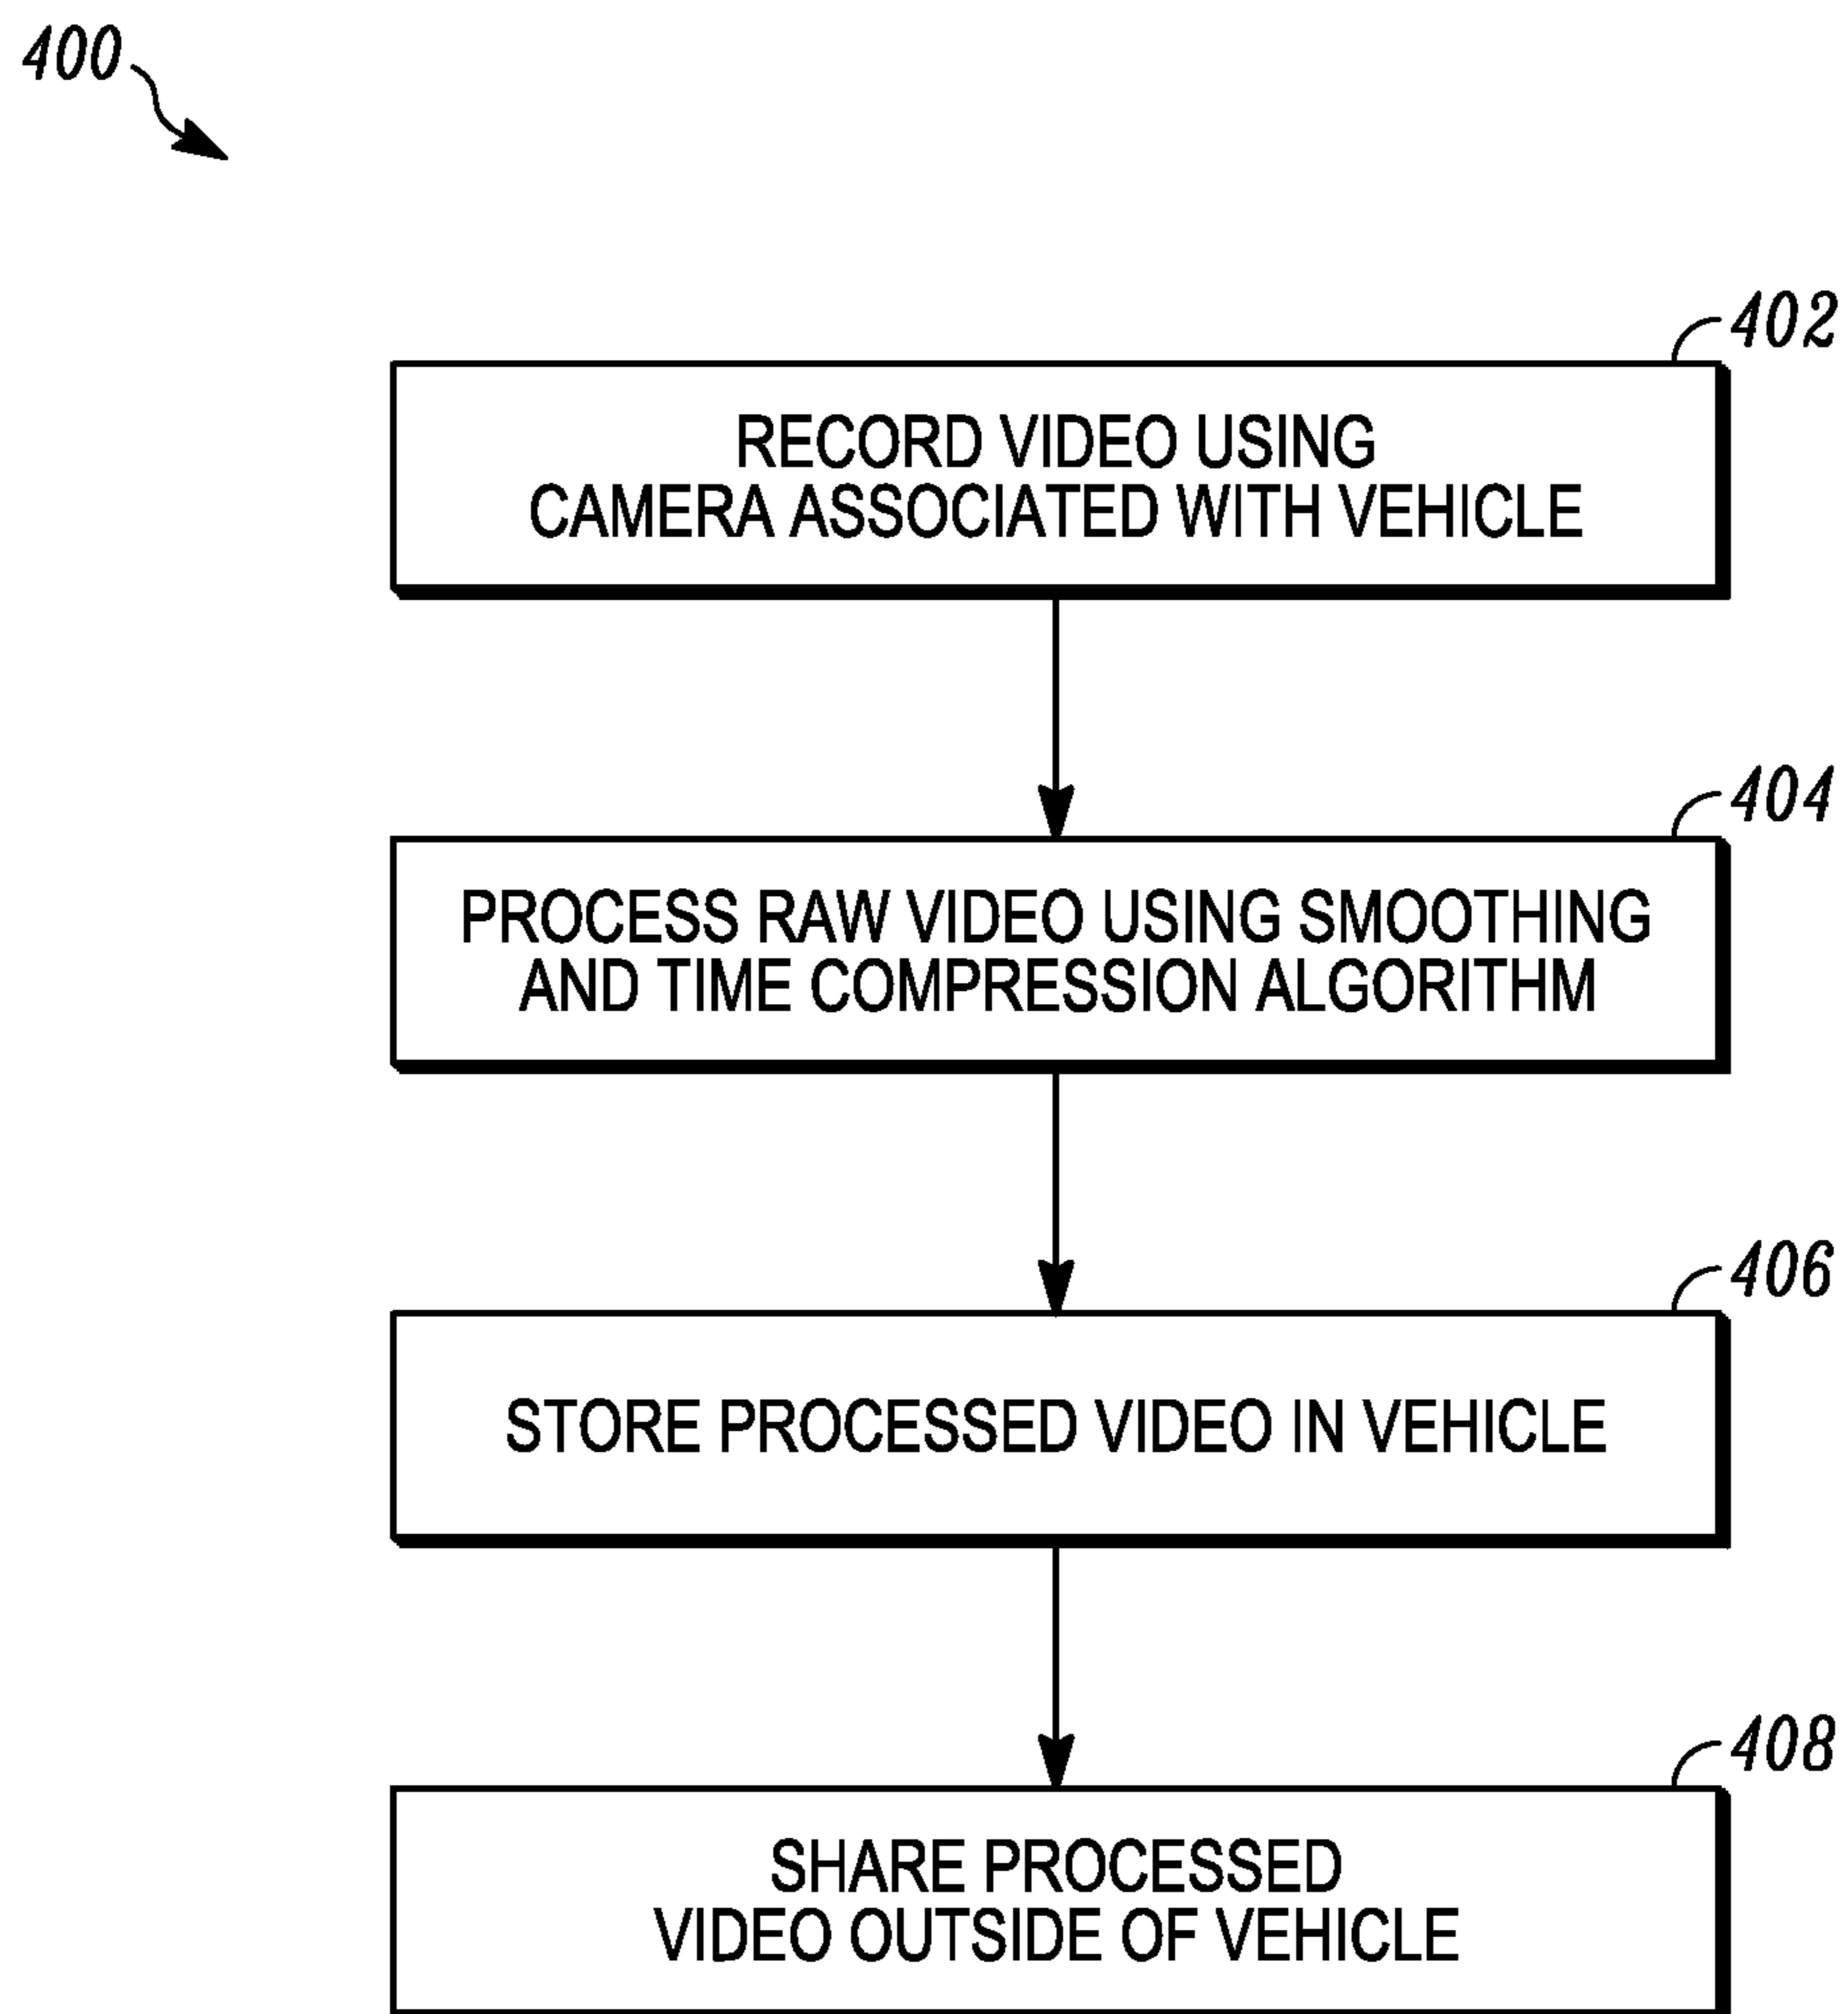 400
402
RECORD VIDEO USING
CAMERA ASSOCIATED WITH VEHICLE
404
PROCESS RAW VIDEO USING SMOOTHING
AND TIME COMPRESSION ALGORITHM
406
STORE PROCESSED VIDEO IN VEHICLE
408
SHARE PROCESSED
VIDEO OUTSIDE OF VEHICLE